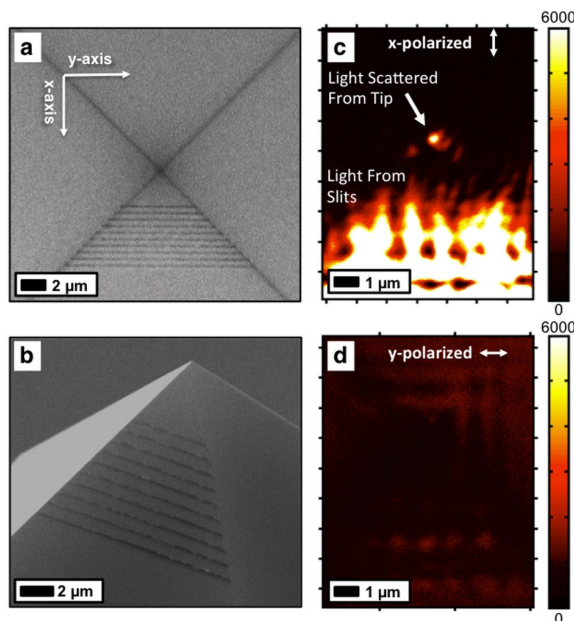 a
y-axis
x-axis
2 µm
c
x-polarized
Light Scattered
From Tip
Light From
Slits
1 µm
6000
0
b
2 µm
d
y-polarized
1 µm
6000
0